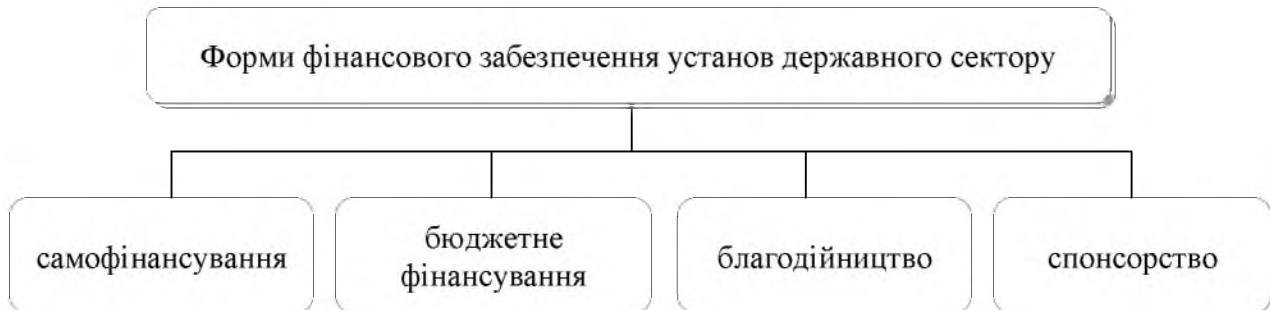 Форми фінансового забезпечення установ державного сектору
самофінансування
бюджетне
фінансування
благодійництво
спонсорство